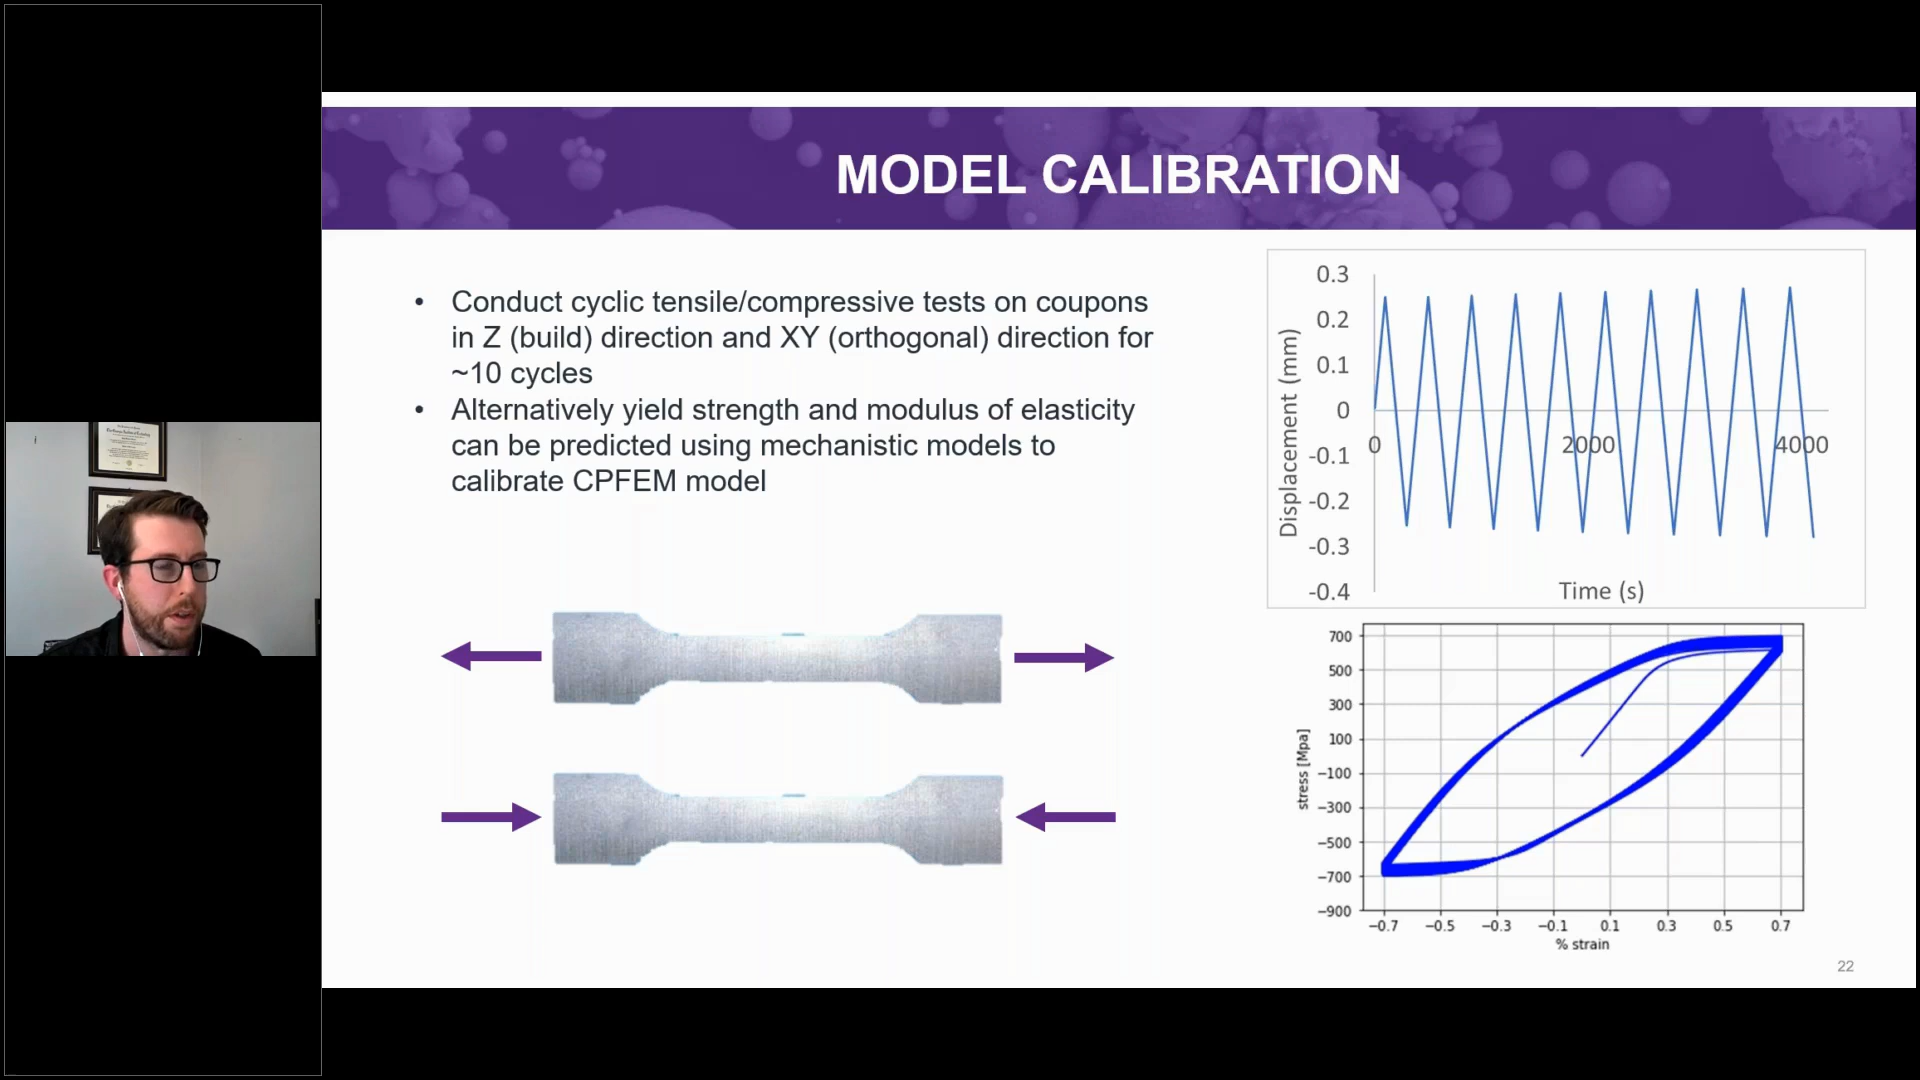 MODEL CALIBRATION
• Conduct cyclic tensile/compressive tests on coupons
in Z (build) direction and XY (orthogonal) direction for
~10 cycles
• Alternatively yield strength and modulus of elasticity
can be predicted using mechanistic models to
calibrate CPFEM model
Displacement (mm)
0.3
0.2
0.1
0
-0.1
-0.2
-0.3
-0.4
0 2000 4000
Time (s)
stress [Mpa]
700
500
300
100
−100
−300
−500
−700
−900
−0.7 −0.5 −0.3 −0.1 0.1 0.3 0.5 0.7
% strain
22